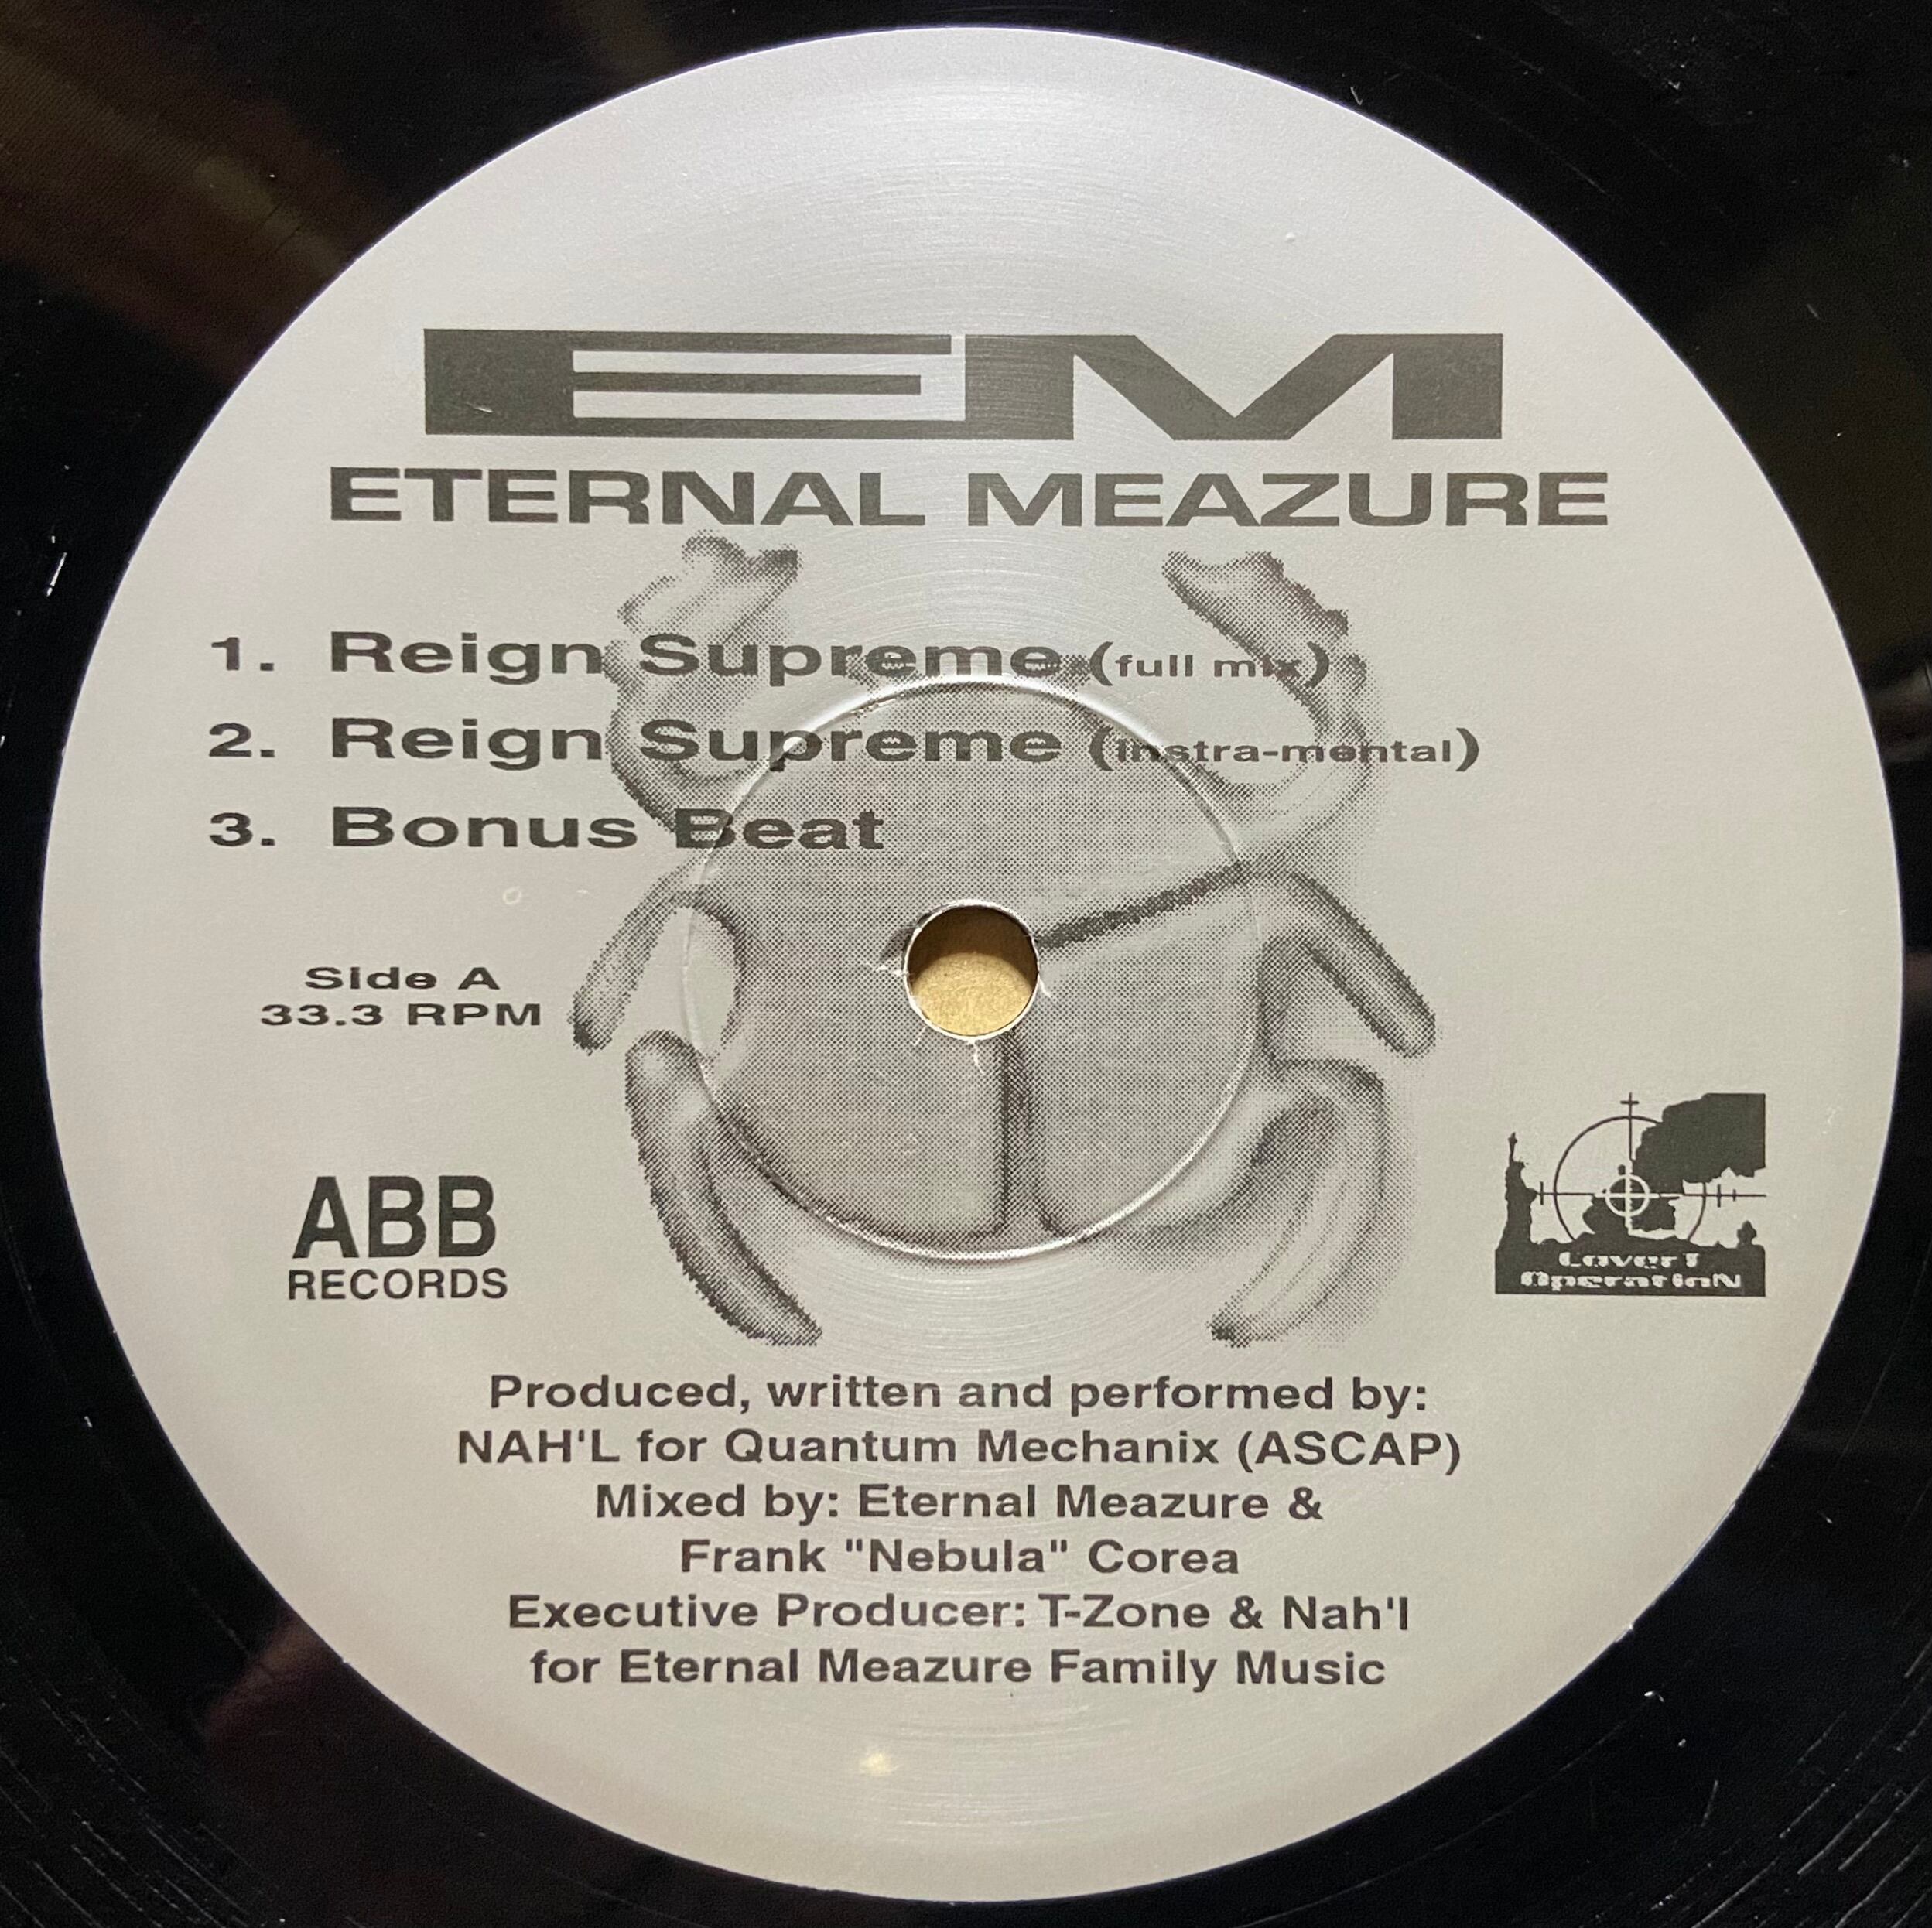 EM
ETERNAL MEAZURE
1. Reign Supreme (full mix)
2. Reign Supreme (instra-mental)
3. Bonus Beat
Side A
33.3 RPM
ABB
RECORDS
CoverT
OperatioN
Produced, written and performed by:
NAH'L for Quantum Mechanix (ASCAP)
Mixed by: Eternal Meazure &
Frank "Nebula" Corea
Executive Producer: T-Zone & Nah'l
for Eternal Meazure Family Music